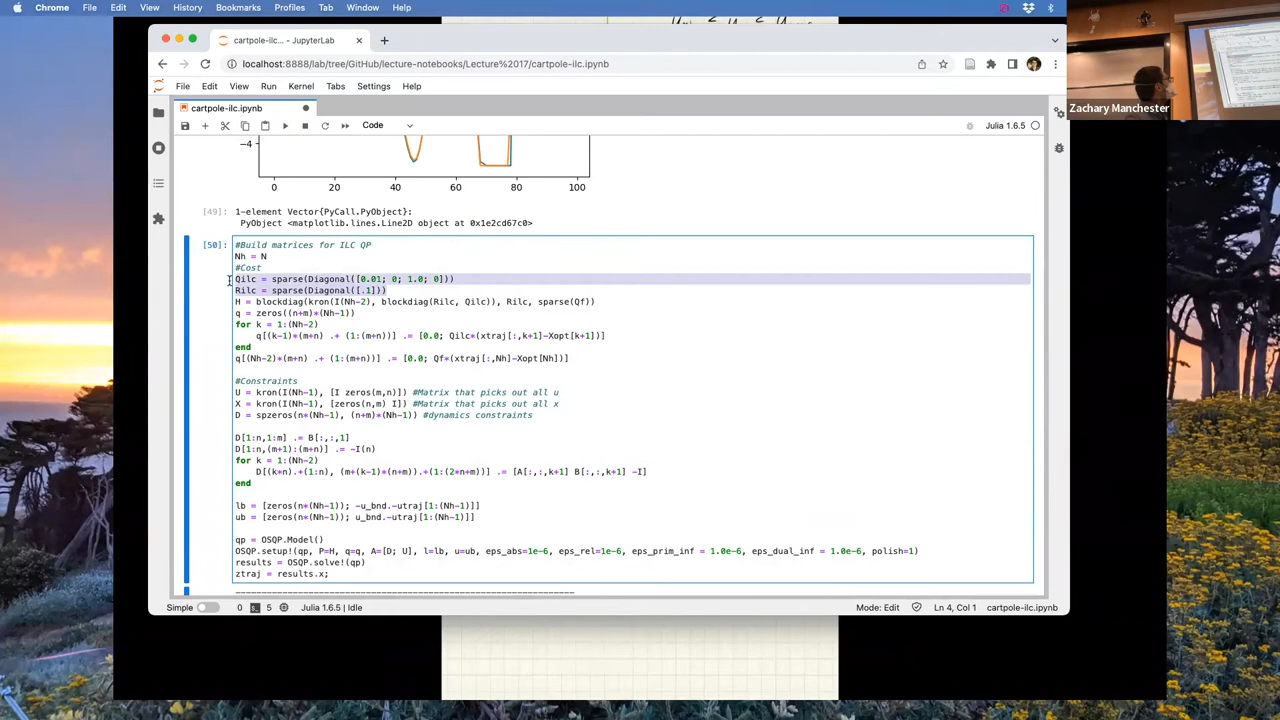 Chrome File Edit View History Bookmarks Profiles Tab Window Help
cartpole-ilc... - JupyterLab
localhost:8888/lab/tree/GitHub/lecture-notebooks/Lecture%2017/cartpole-ilc.ipynb
Zachary Manchester
File Edit View Run Kernel Tabs Settings Help
cartpole-ilc.ipynb
Code
Julia 1.6.5
−4
0 20 40 60 80 100
[49]: 1-element Vector{PyCall.PyObject}:
PyObject <matplotlib.lines.Line2D object at 0x1e2cd67c0>
[50]: #Build matrices for ILC QP
Nh = N
#Cost
Qilc = sparse(Diagonal([0.01; 0; 1.0; 0]))
Rilc = sparse(Diagonal([.1]))
H = blockdiag(kron(I(Nh-2), blockdiag(Rilc, Qilc)), Rilc, sparse(Qf))
q = zeros((n+m)*(Nh-1))
for k = 1:(Nh-2)
q[(k-1)*(m+n) .+ (1:(m+n))] .= [0.0; Qilc*(xtraj[:,k+1]-Xopt[k+1])]
end
q[(Nh-2)*(m+n) .+ (1:(m+n))] .= [0.0; Qf*(xtraj[:,Nh]-Xopt[Nh])]
#Constraints
U = kron(I(Nh-1), [I zeros(m,n)]) #Matrix that picks out all u
X = kron(I(Nh-1), [zeros(n,m) I]) #Matrix that picks out all x
D = spzeros(n*(Nh-1), (n+m)*(Nh-1)) #dynamics constraints
D[1:n,1:m] .= B[:,:,1]
D[1:n,(m+1):(m+n)] .= -I(n)
for k = 1:(Nh-2)
D[(k*n).+(1:n), (m+(k-1)*(n+m)).+(1:(2*n+m))] .= [A[:,:,k+1] B[:,:,k+1] -I]
end
lb = [zeros(n*(Nh-1)); -u_bnd.-utraj[1:(Nh-1)]]
ub = [zeros(n*(Nh-1)); u_bnd.-utraj[1:(Nh-1)]]
qp = OSQP.Model()
OSQP.setup!(qp, P=H, q=q, A=[D; U], l=lb, u=ub, eps_abs=1e-6, eps_rel=1e-6, eps_prim_inf = 1.0e-6, eps_dual_inf = 1.0e-6, polish=1)
results = OSQP.solve!(qp)
ztraj = results.x;
Simple 0 5 Julia 1.6.5 | Idle Mode: Edit Ln 4, Col 1 cartpole-ilc.ipynb